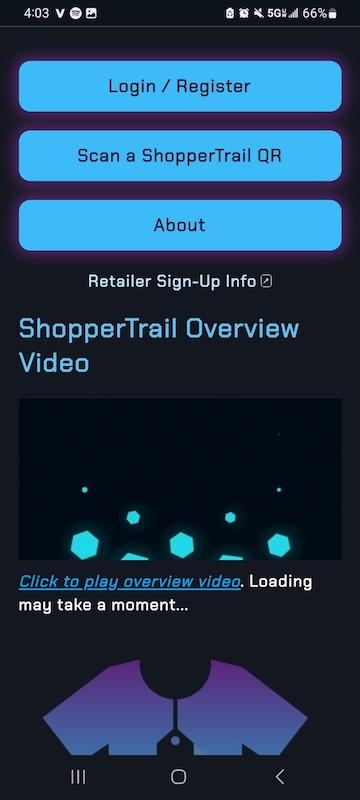 4:03 V 5G 66%
Login / Register
Scan a ShopperTrail QR
About
Retailer Sign-Up Info
ShopperTrail Overview
Video
Click to play overview video. Loading
may take a moment...